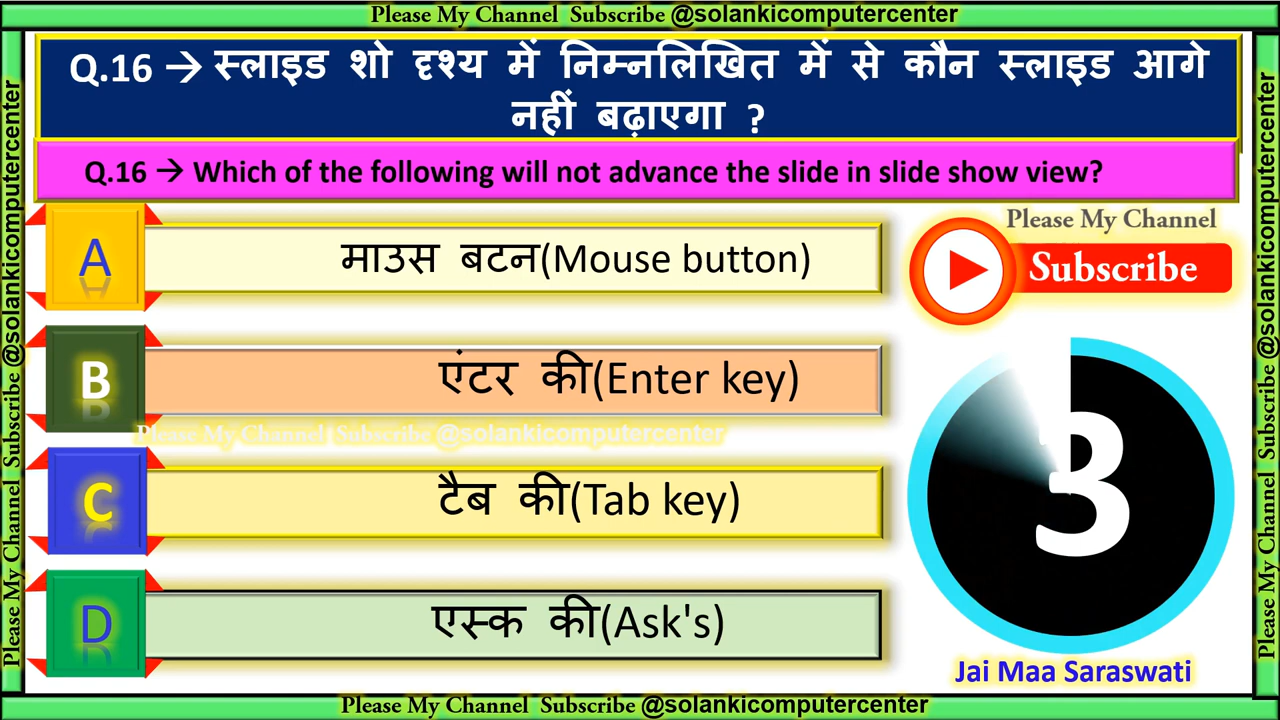 Please My Channel Subscribe @solankicomputercenter
Q.16 → स्लाइड शो दृश्य में निम्नलिखित में से कौन स्लाइड आगे
नहीं बढ़ाएगा ?
Q.16 → Which of the following will not advance the slide in slide show view?
A
माउस बटन(Mouse button)
B
एंटर की(Enter key)
Please My Channel Subscribe @solankicomputercenter
C
टैब की(Tab key)
D
एस्क की(Ask's)
Please My Channel
Subscribe
3
Jai Maa Saraswati
Please My Channel Subscribe @solankicomputercenter
Please My Channel Subscribe @solankicomputercenter
Please My Channel Subscribe @solankicomputercenter